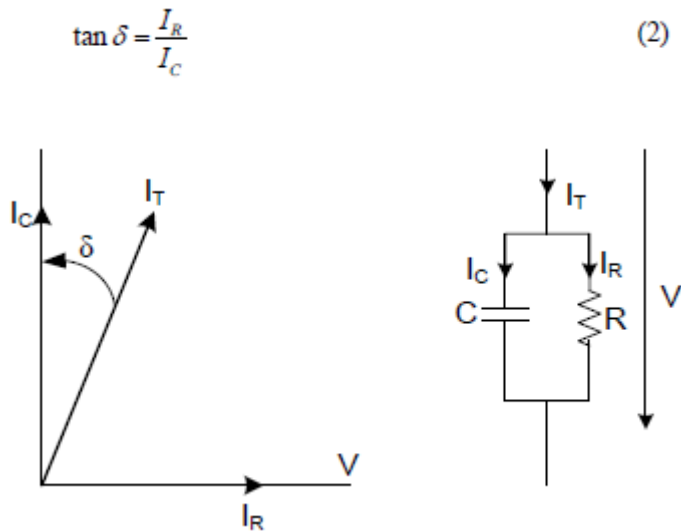 tan δ = I_R / I_C (2)
I_T
I_C
δ
V
I_R
I_T
I_C
I_R
C
R
V